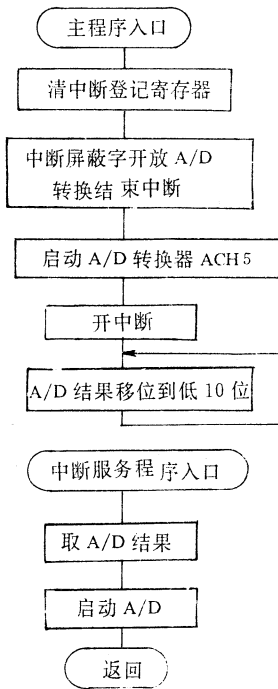 主程序入口
清中断登记寄存器
中断屏蔽字开放 A/D
转换结束中断
启动 A/D 转换器 ACH5
开中断
A/D 结果移位到低 10 位
中断服务程序入口
取 A/D 结果
启动 A/D
返回